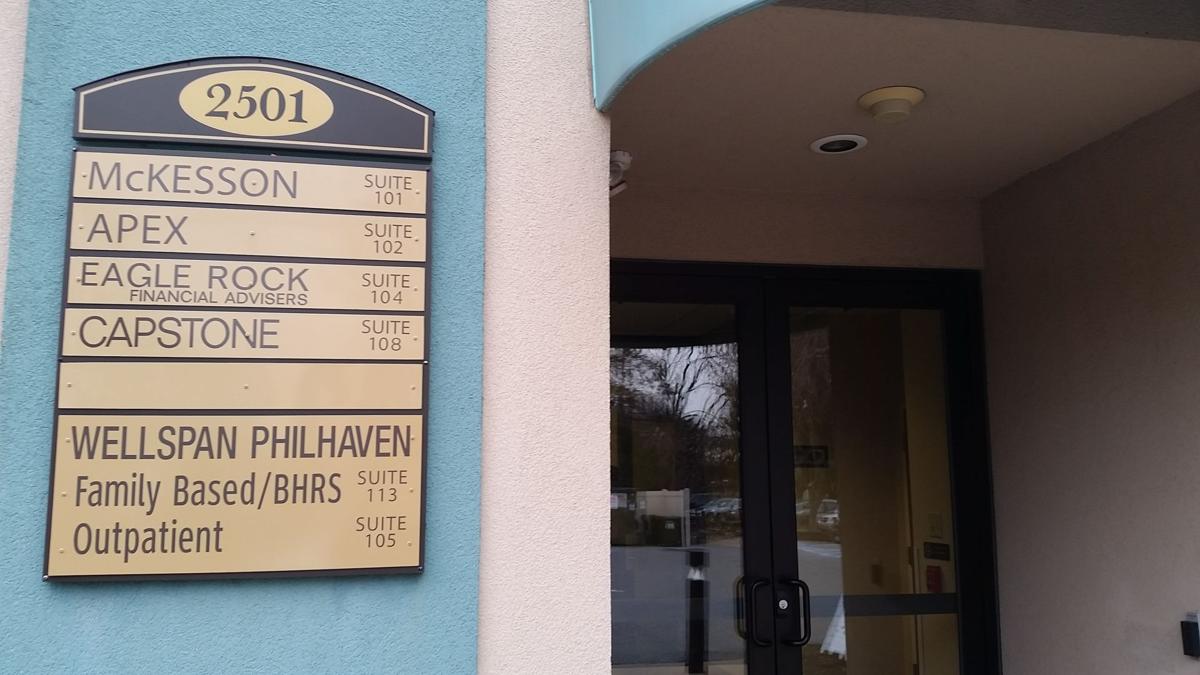 2501
McKESSON SUITE 101
APEX SUITE 102
EAGLE ROCK SUITE 104
FINANCIAL ADVISERS
CAPSTONE SUITE 108
WELLSPAN PHILHAVEN
Family Based/BHRS SUITE 113
Outpatient SUITE 105